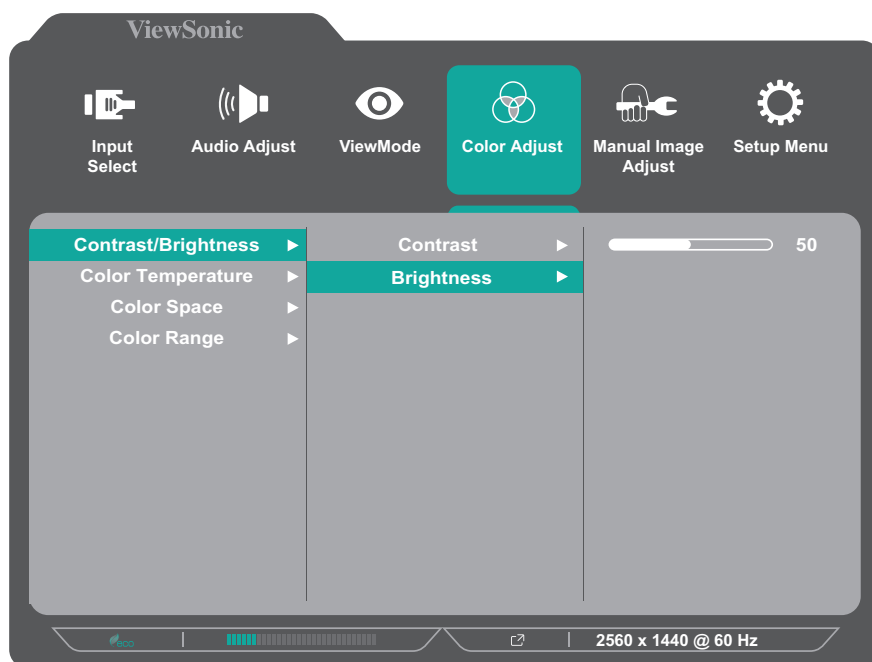 ViewSonic
Input Select
Audio Adjust
ViewMode
Color Adjust
Manual Image Adjust
Setup Menu
Contrast/Brightness
Contrast
50
Color Temperature
Brightness
Color Space
Color Range
eco
2560 x 1440 @ 60 Hz